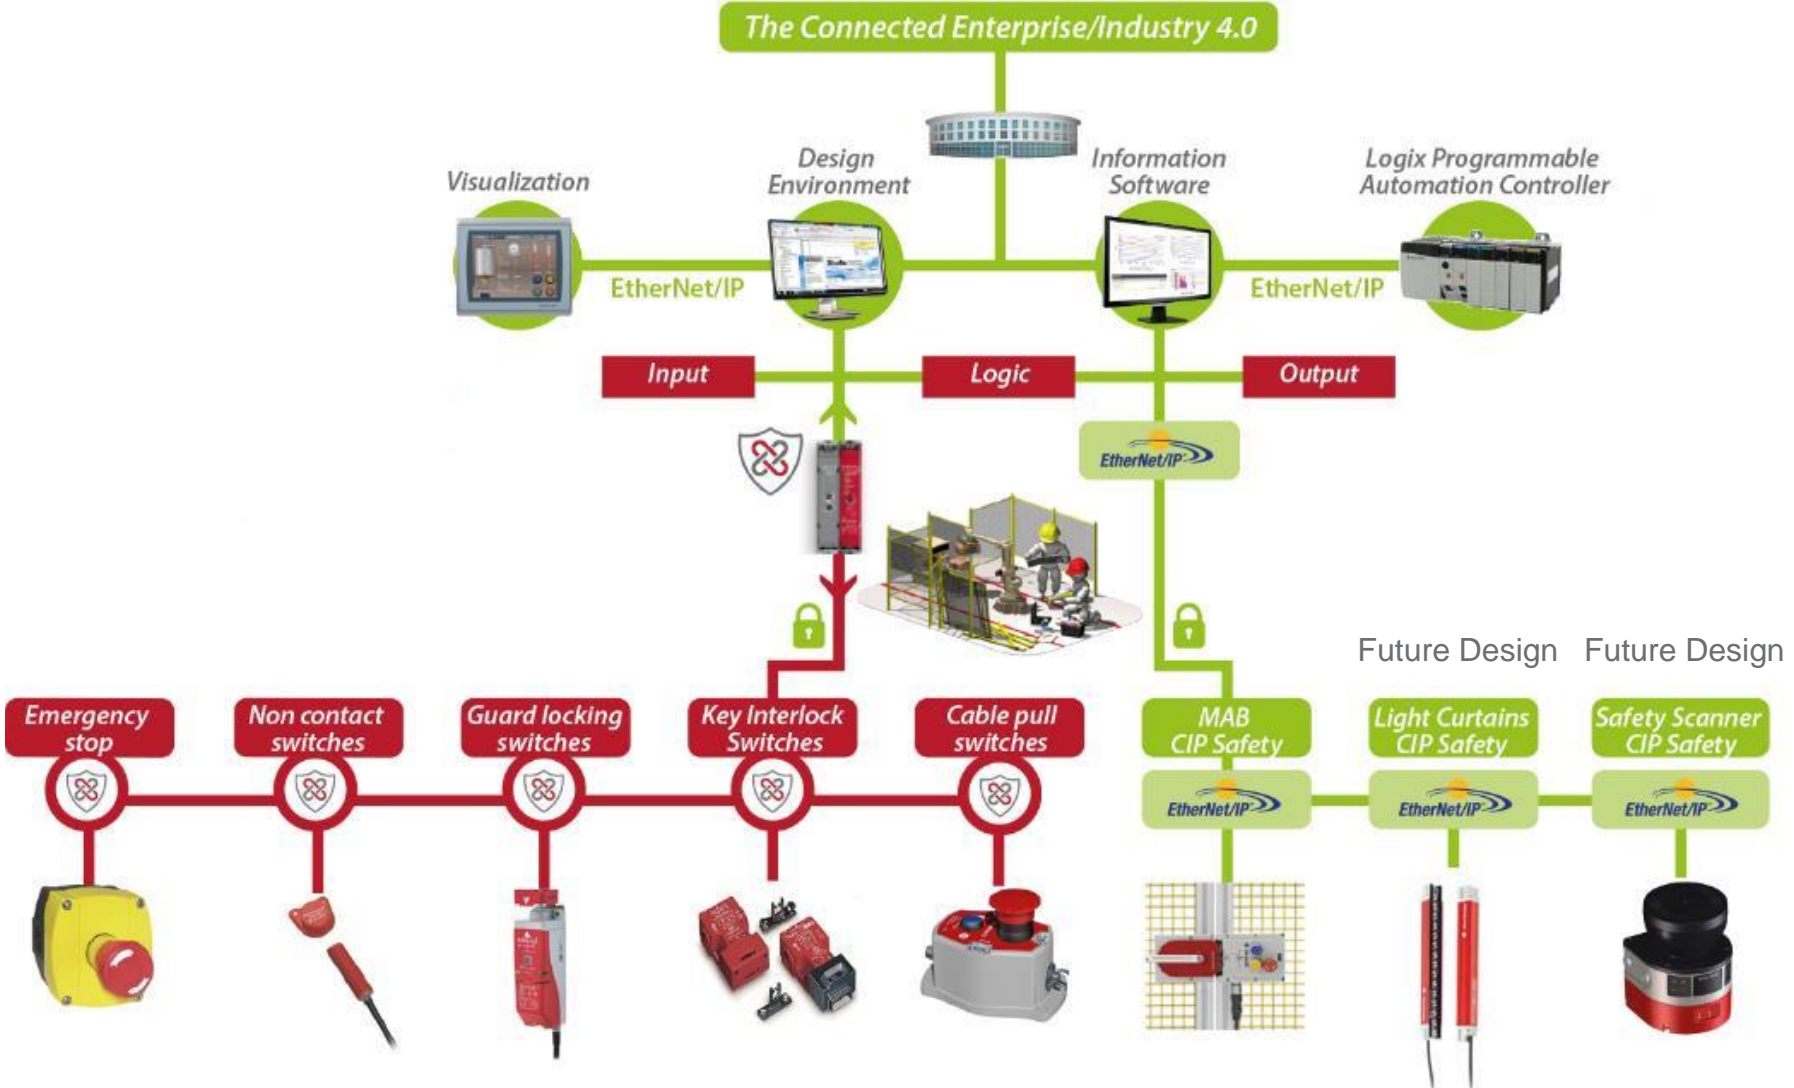 The Connected Enterprise/Industry 4.0
Visualization
Design
Environment
Information
Software
Logix Programmable
Automation Controller
EtherNet/IP
EtherNet/IP
Input
Logic
Output
EtherNet/IP
Future Design
Future Design
Emergency
stop
Non contact
switches
Guard locking
switches
Key Interlock
Switches
Cable pull
switches
MAB
CIP Safety
Light Curtains
CIP Safety
Safety Scanner
CIP Safety
EtherNet/IP
EtherNet/IP
EtherNet/IP